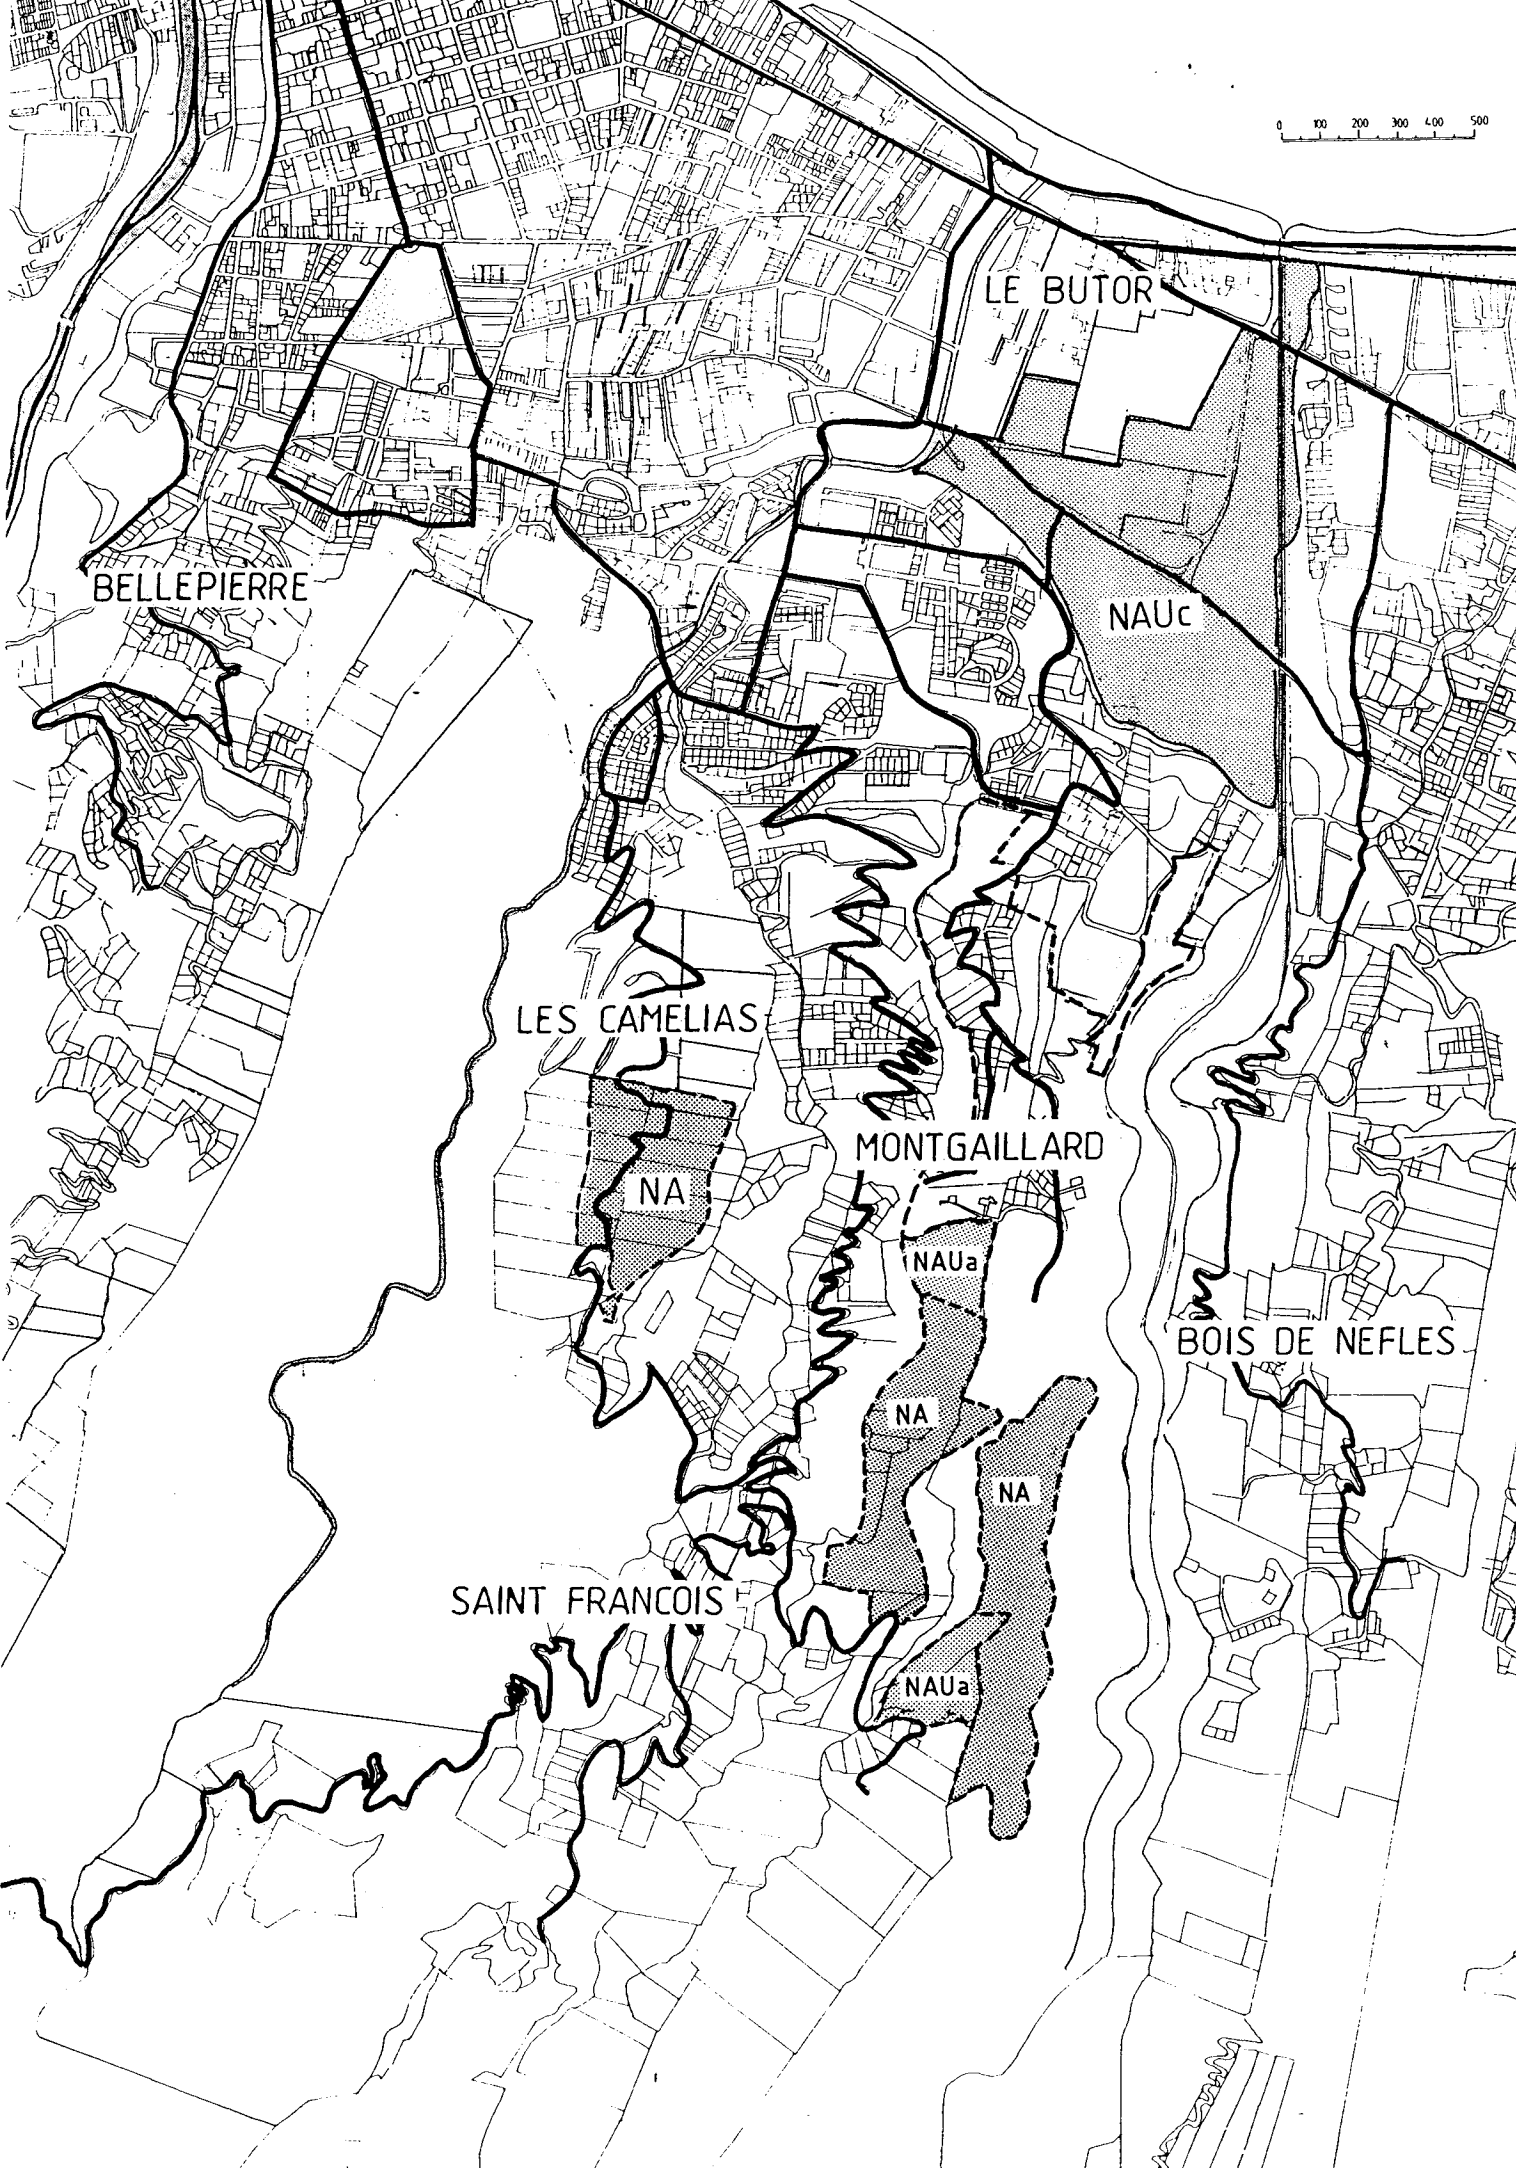 0 100 200 300 400 500
LE BUTOR
BELLEPIERRE
NAUc
LES CAMELIAS
MONTGAILLARD
NA
NAUa
BOIS DE NEFLES
NA
NA
SAINT FRANCOIS
NAUa